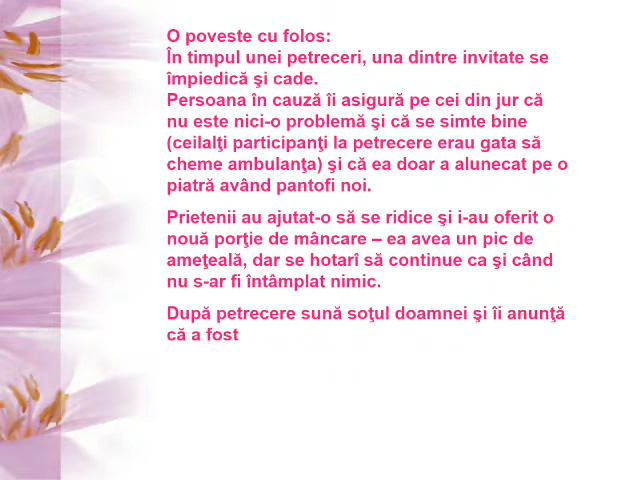 O poveste cu folos:
În timpul unei petreceri, una dintre invitate se
împiedică şi cade.
Persoana în cauză îi asigură pe cei din jur că
nu este nici-o problemă şi că se simte bine
(ceilalţi participanţi la petrecere erau gata să
cheme ambulanţa) şi că ea doar a alunecat pe o
piatră având pantofi noi.
Prietenii au ajutat-o să se ridice şi i-au oferit o
nouă porţie de mâncare – ea avea un pic de
ameţeală, dar se hotarî să continue ca şi când
nu s-ar fi întâmplat nimic.
După petrecere sună soţul doamnei şi îi anunţă
că a fost